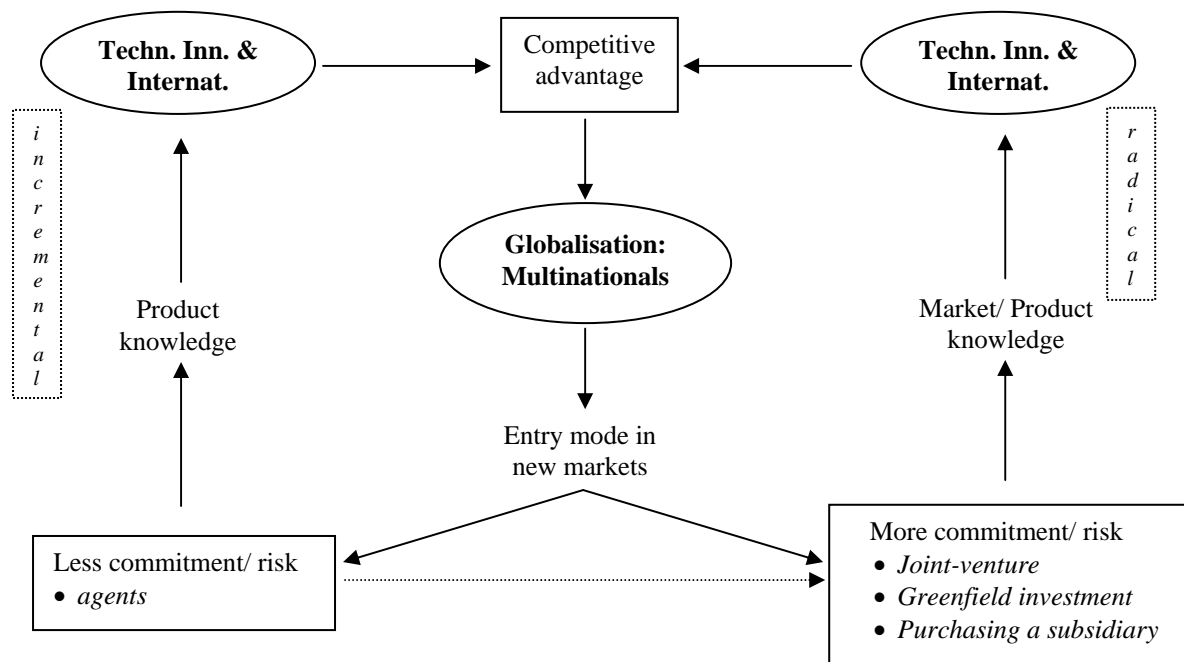 Techn. Inn. &
Internat.
Competitive
advantage
Techn. Inn. &
Internat.
incremental
radical
Globalisation:
Multinationals
Product
knowledge
Market/ Product
knowledge
Entry mode in
new markets
Less commitment/ risk
• agents
More commitment/ risk
• Joint-venture
• Greenfield investment
• Purchasing a subsidiary